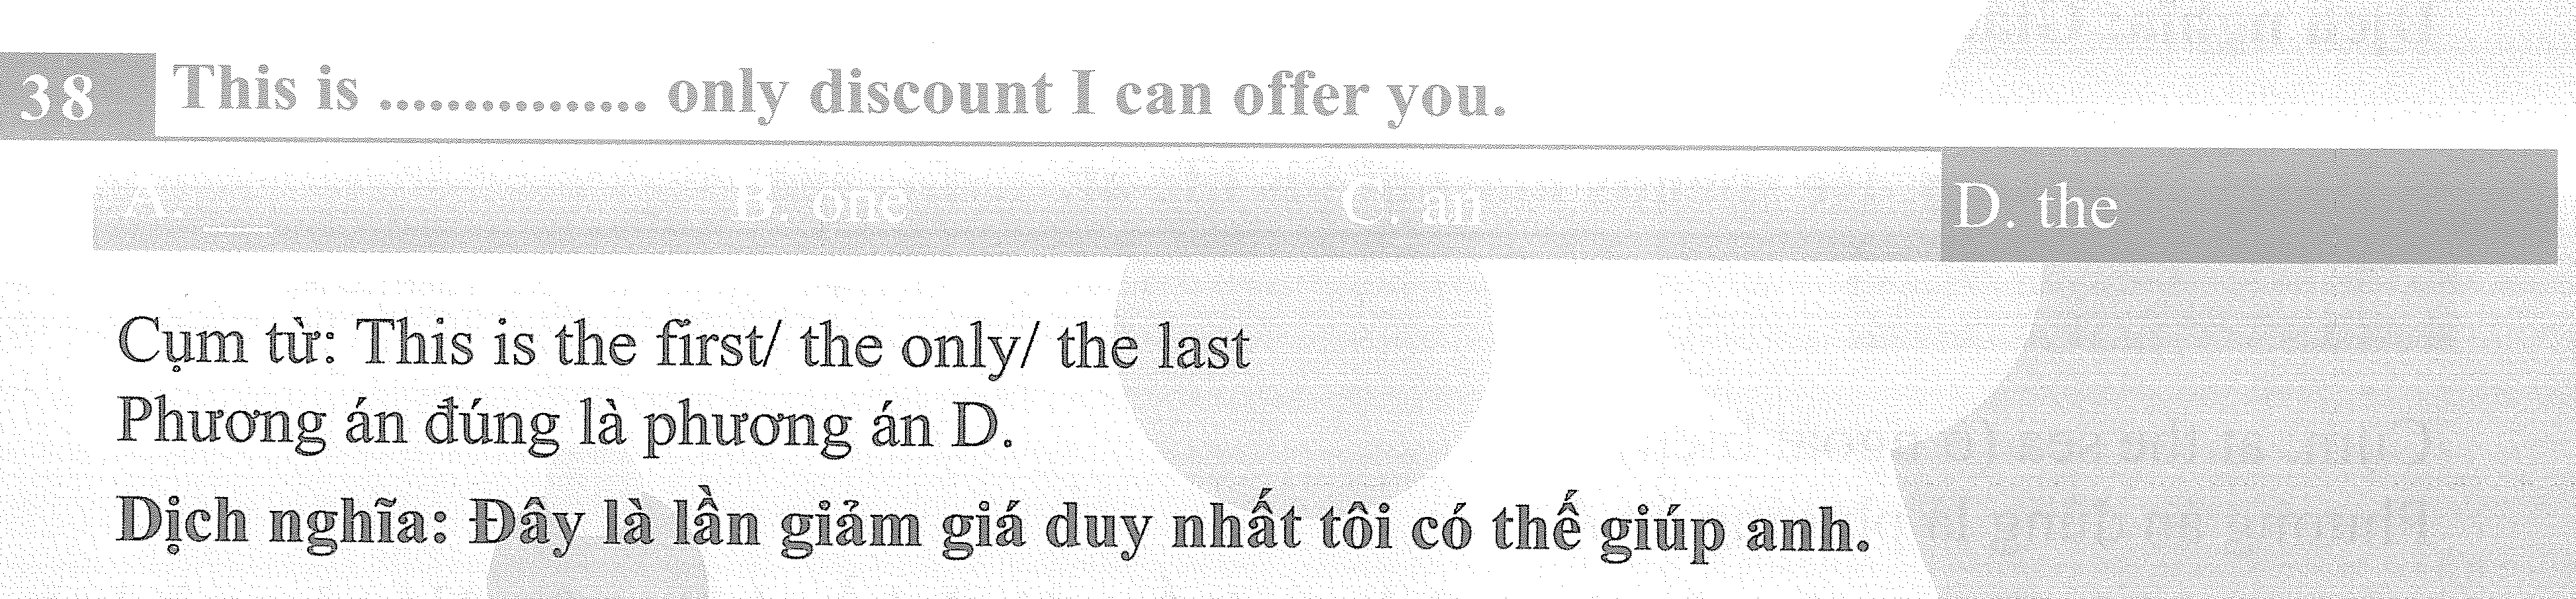 38 This is ................ only discount I can offer you.
A. __ B. one C. an D. the
Cụm từ: This is the first/ the only/ the last
Phương án đúng là phương án D.
Dịch nghĩa: Đây là lần giảm giá duy nhất tôi có thế giúp anh.